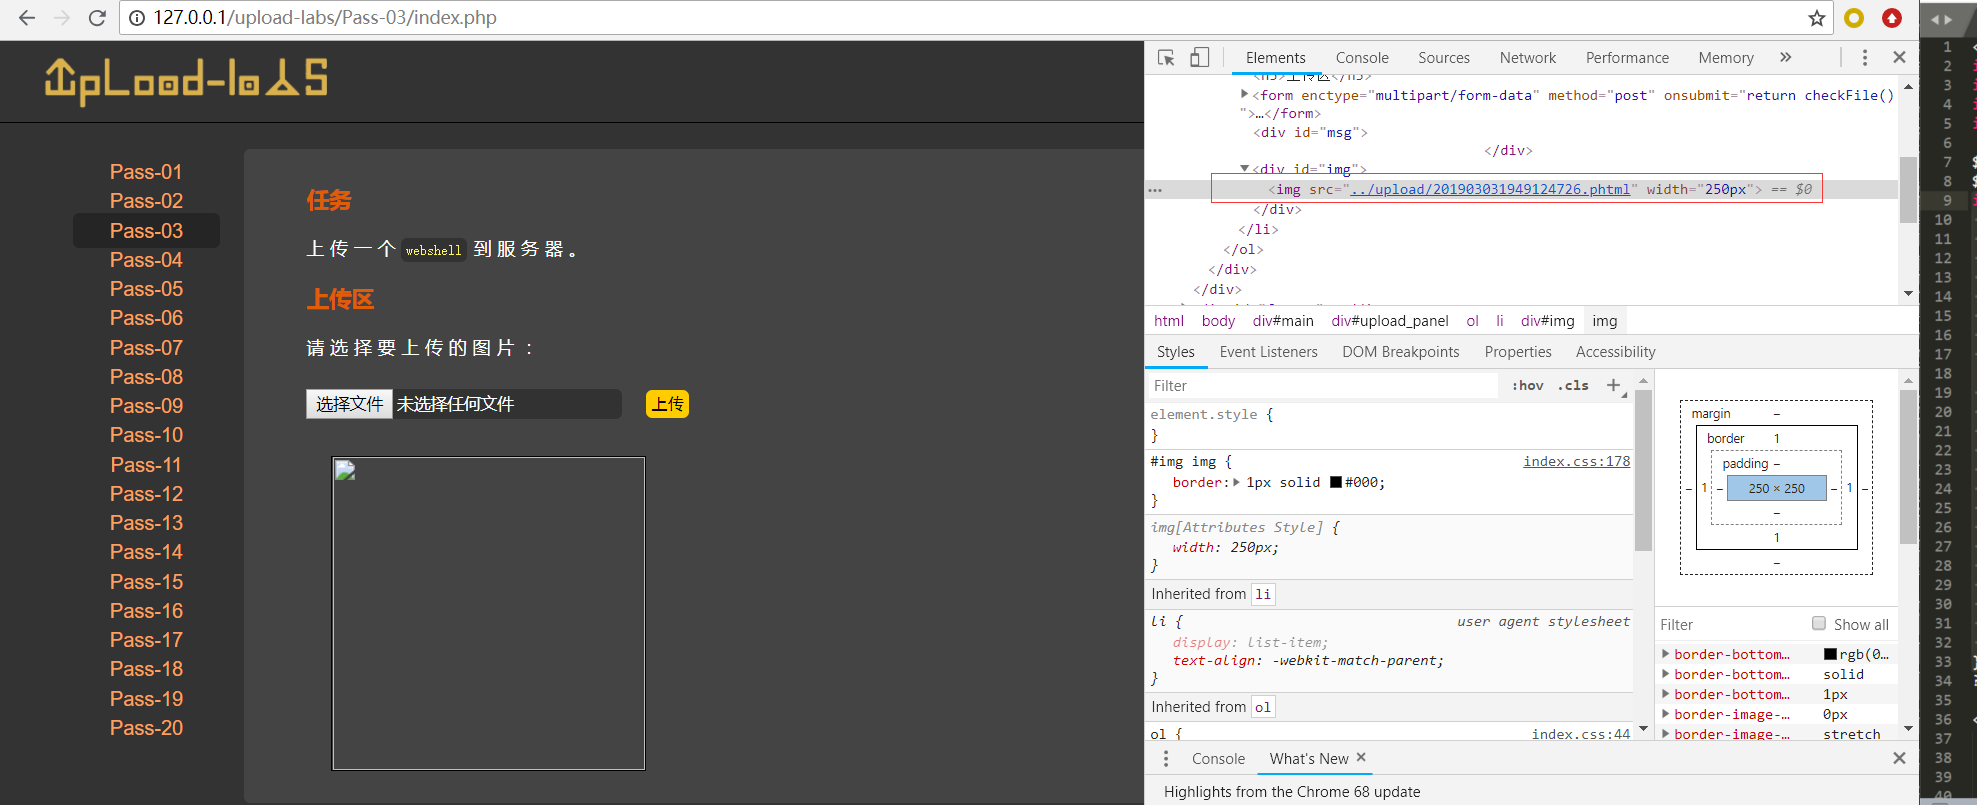 127.0.0.1/upload-labs/Pass-03/index.php
UpLoad-labs
Pass-01
Pass-02
Pass-03
Pass-04
Pass-05
Pass-06
Pass-07
Pass-08
Pass-09
Pass-10
Pass-11
Pass-12
Pass-13
Pass-14
Pass-15
Pass-16
Pass-17
Pass-18
Pass-19
Pass-20
任务
上传一个 webshell 到服务器。
上传区
请选择要上传的图片：
选择文件 未选择任何文件 上传
Elements Console Sources Network Performance Memory »
<h3>上传区</h3>
<form enctype="multipart/form-data" method="post" onsubmit="return checkFile()
">…</form>
<div id="msg">
</div>
<div id="img">
<img src="../upload/201903031949124726.phtml" width="250px"> == $0
</div>
</li>
</ol>
</div>
</div>
html body div#main div#upload_panel ol li div#img img
Styles Event Listeners DOM Breakpoints Properties Accessibility
Filter :hov .cls +
element.style {
}
#img img { index.css:178
border: 1px solid #000;
}
img[Attributes Style] {
width: 250px;
}
Inherited from li
li { user agent stylesheet
display: list-item;
text-align: -webkit-match-parent;
}
Inherited from ol
ol { index.css:44
margin –
border 1
padding –
– 1 – 250 × 250 – 1 –
–
1
–
Filter Show all
border-bottom… rgb(0…
border-bottom… solid
border-bottom… 1px
border-image-… 0px
border-image-… stretch
Console What's New ×
Highlights from the Chrome 68 update
1
2
3
4
5
6
7
8
9
10
11
12
13
14
15
16
17
18
19
20
21
22
23
24
25
26
27
28
29
30
31
32
33
34
35
36
37
38
39
40